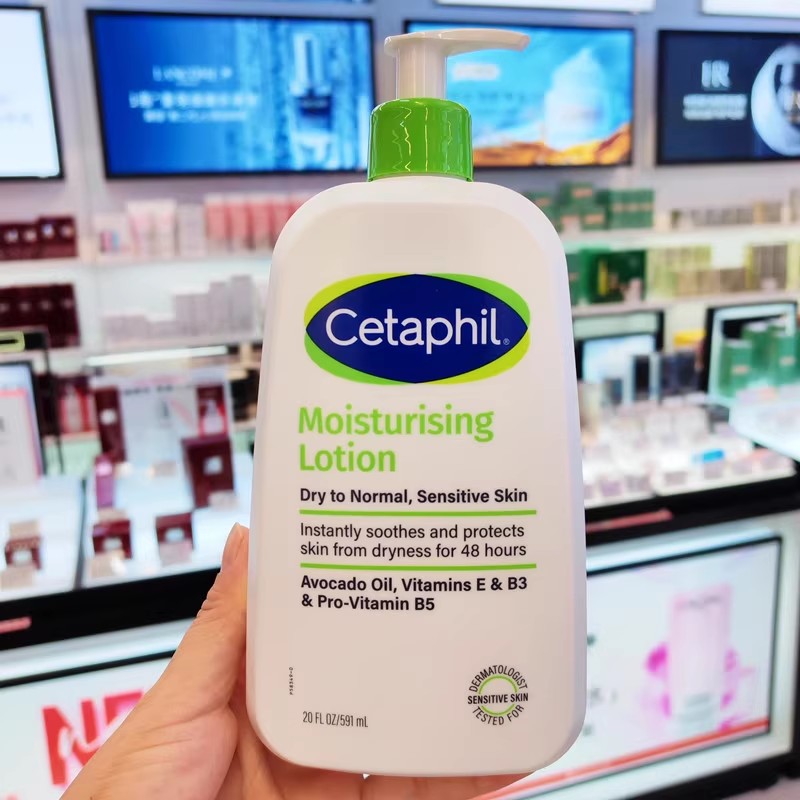 Cetaphil®
Moisturising
Lotion
Dry to Normal, Sensitive Skin
Instantly soothes and protects
skin from dryness for 48 hours
Avocado Oil, Vitamins E & B3
& Pro-Vitamin B5
20 FL OZ/591 mL
DERMATOLOGIST
SENSITIVE SKIN
TESTED FOR